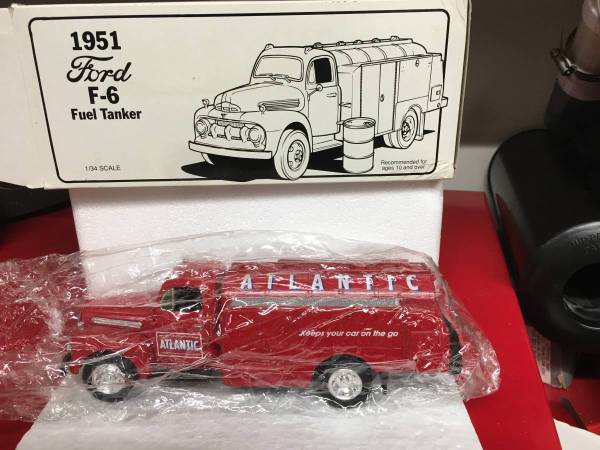 1951
Ford
F-6
Fuel Tanker
1/34 SCALE
Recommended for
ages 10 and over
ATLANTIC
Keeps your car on the go
ATLANTIC